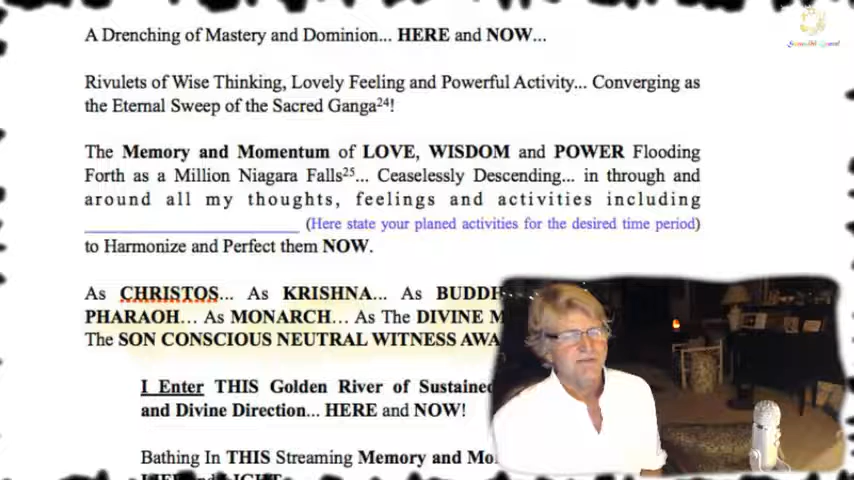 A Drenching of Mastery and Dominion... HERE and NOW...
Rivulets of Wise Thinking, Lovely Feeling and Powerful Activity... Converging as
the Eternal Sweep of the Sacred Ganga24!
The Memory and Momentum of LOVE, WISDOM and POWER Flooding
Forth as a Million Niagara Falls25... Ceaselessly Descending... in through and
around all my thoughts, feelings and activities including
____________________ (Here state your planed activities for the desired time period)
to Harmonize and Perfect them NOW.
As CHRISTOS... As KRISHNA... As BUDDH
PHARAOH... As MONARCH... As The DIVINE M
The SON CONSCIOUS NEUTRAL WITNESS AWA
I Enter THIS Golden River of Sustained
and Divine Direction... HERE and NOW!
Bathing In THIS Streaming Memory and Mo